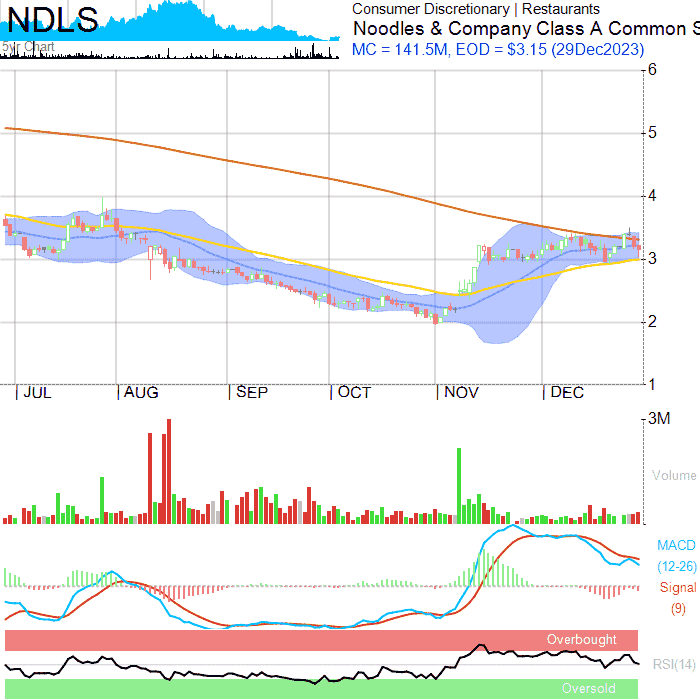 NDLS
5yr Chart
Consumer Discretionary | Restaurants
Noodles & Company Class A Common S
MC = 141.5M, EOD = $3.15 (29Dec2023)
6
5
4
3
2
1
JUL AUG SEP OCT NOV DEC
3M
Volume
MACD
(12-26)
Signal
(9)
Overbought
RSI(14)
Oversold